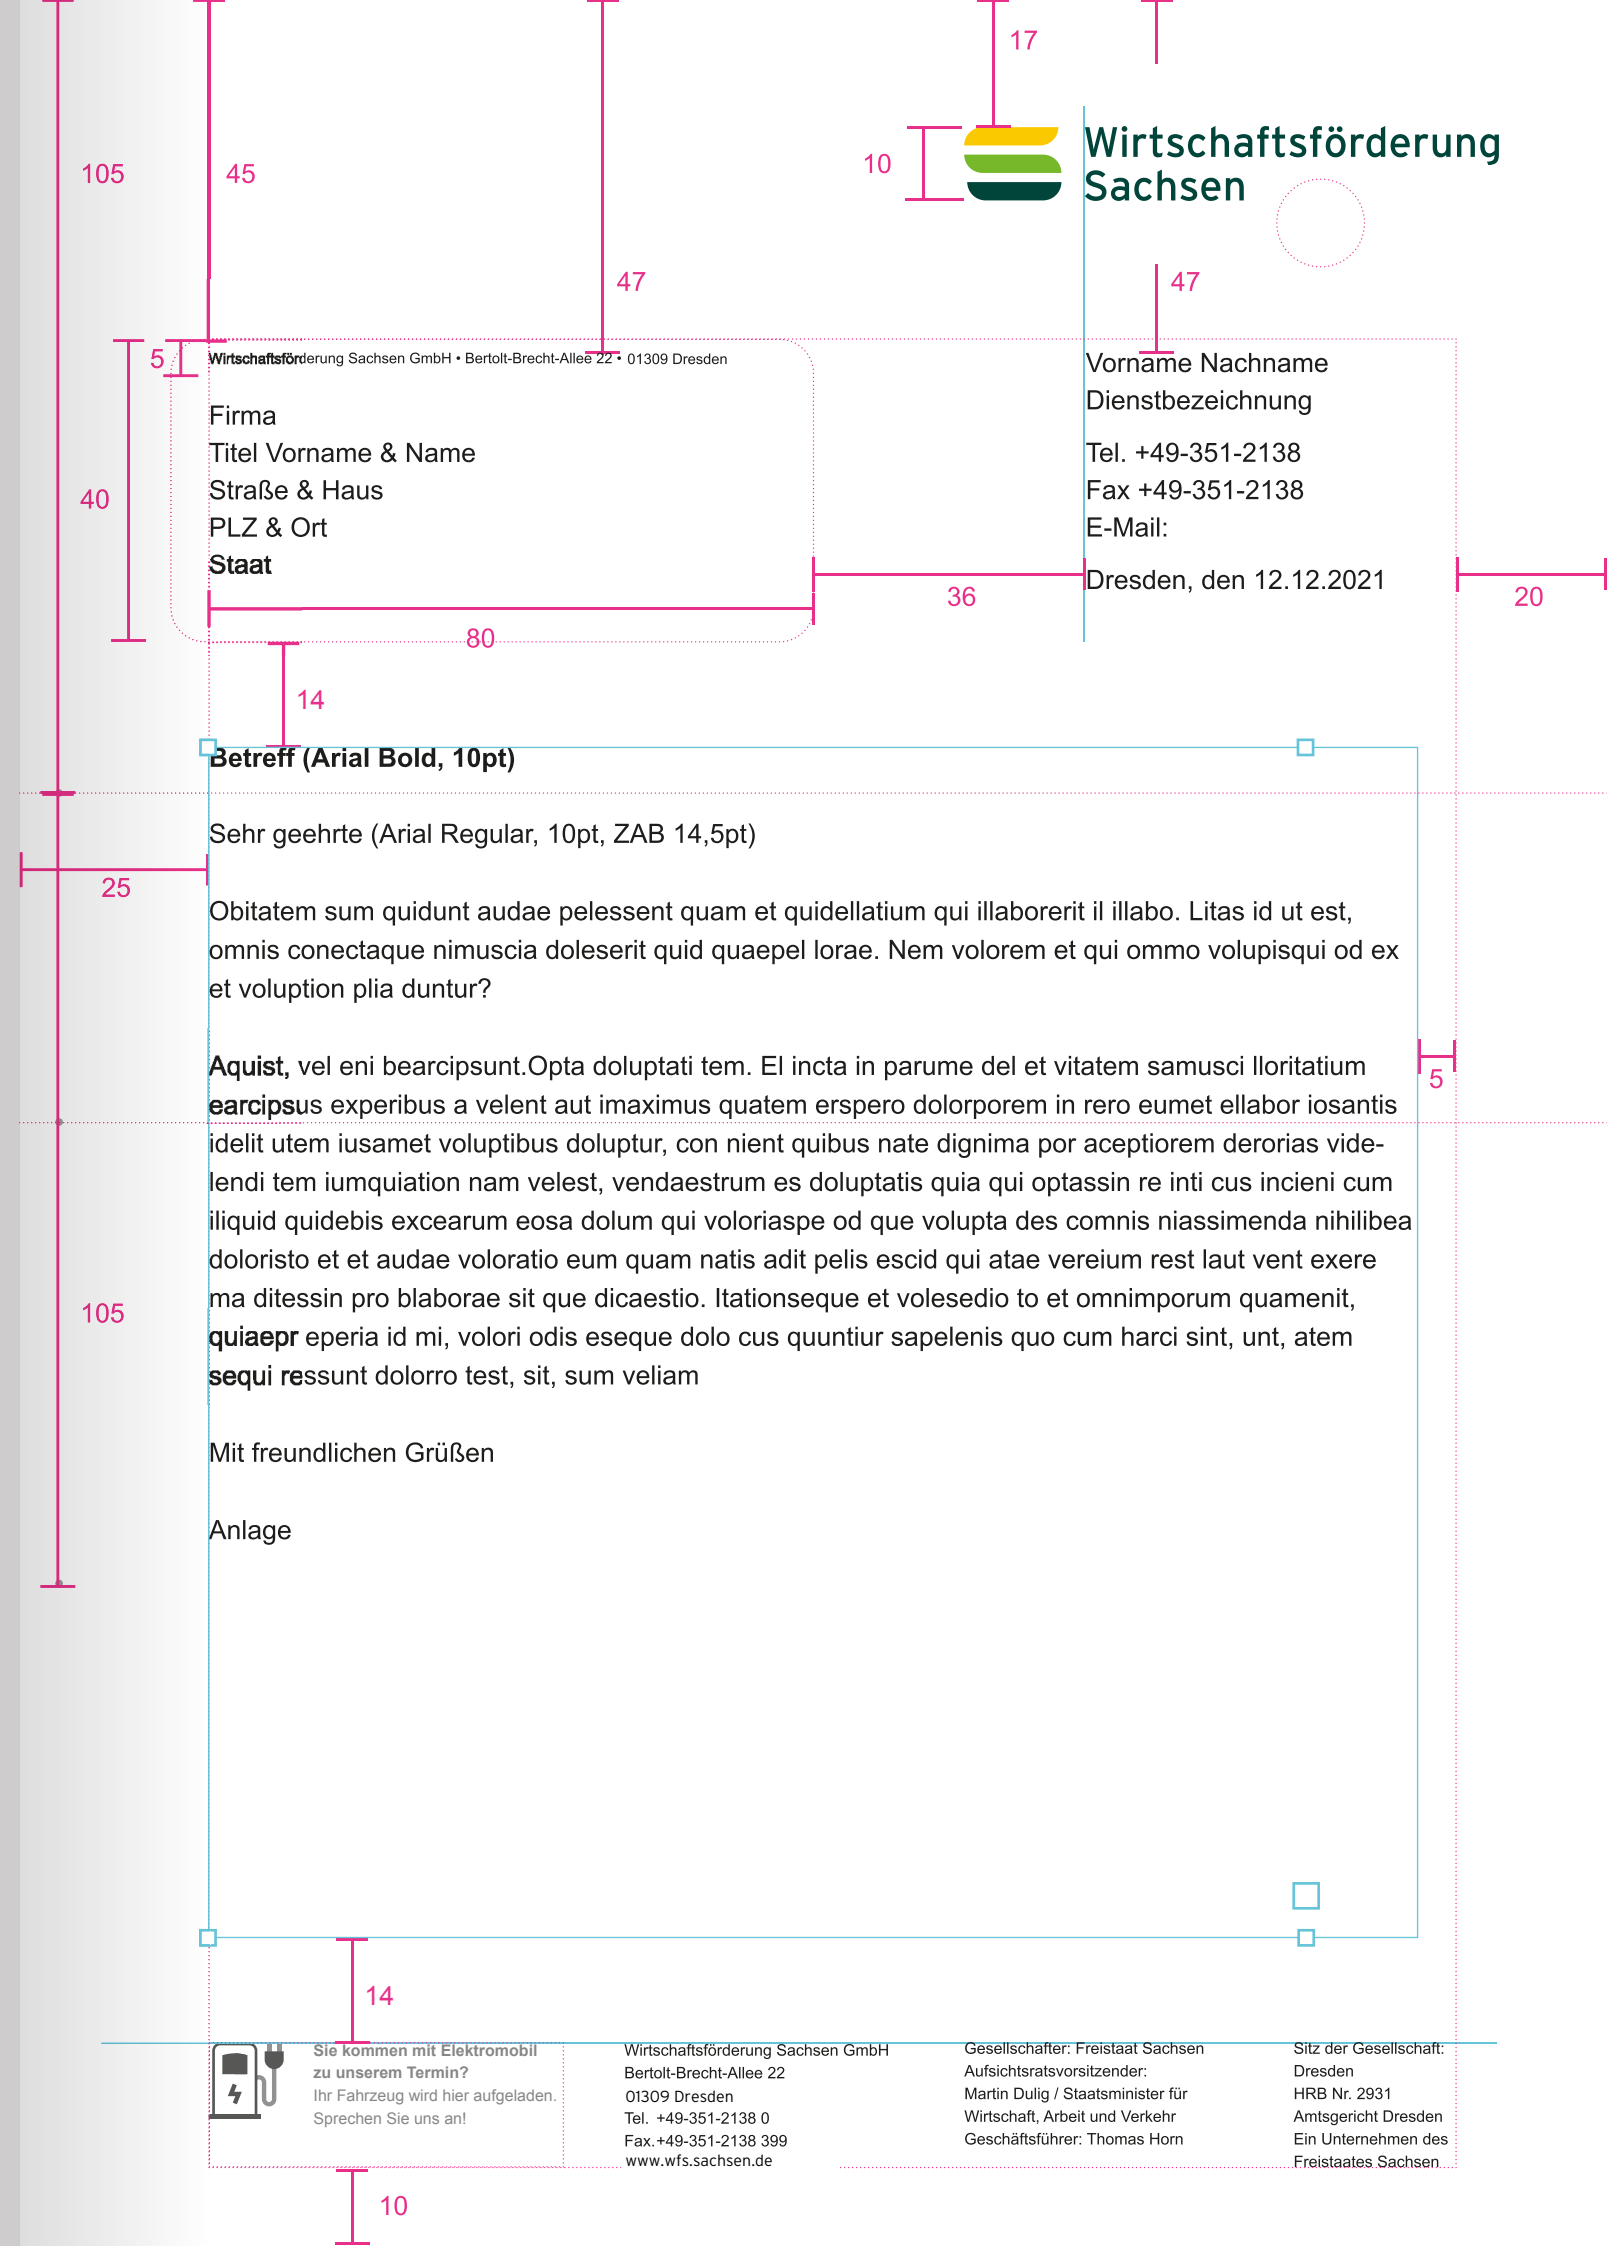 17
105
45
10
Wirtschaftsförderung
Sachsen
47
47
5
Wirtschaftsförderung Sachsen GmbH • Bertolt-Brecht-Allee 22 • 01309 Dresden
Firma
Titel Vorname & Name
Straße & Haus
PLZ & Ort
Staat
40
80
Vorname Nachname
Dienstbezeichnung
Tel. +49-351-2138
Fax +49-351-2138
E-Mail:
Dresden, den 12.12.2021
36
20
14
Betreff (Arial Bold, 10pt)
Sehr geehrte (Arial Regular, 10pt, ZAB 14,5pt)
25
Obitatem sum quidunt audae pelessent quam et quidellatium qui illaborerit il illabo. Litas id ut est,
omnis conectaque nimuscia doleserit quid quaepel lorae. Nem volorem et qui ommo volupisqui od ex
et voluption plia duntur?
Aquist, vel eni bearcipsunt.Opta doluptati tem. El incta in parume del et vitatem samusci lloritatium
earcipsus experibus a velent aut imaximus quatem erspero dolorporem in rero eumet ellabor iosantis
idelit utem iusamet voluptibus doluptur, con nient quibus nate dignima por aceptiorem derorias vide-
lendi tem iumquiation nam velest, vendaestrum es doluptatis quia qui optassin re inti cus incieni cum
iliquid quidebis excearum eosa dolum qui voloriaspe od que volupta des comnis niassimenda nihilibea
doloristo et et audae voloratio eum quam natis adit pelis escid qui atae vereium rest laut vent exere
ma ditessin pro blaborae sit que dicaestio. Itationseque et volesedio to et omnimporum quamenit,
quiaepr eperia id mi, volori odis eseque dolo cus quuntiur sapelenis quo cum harci sint, unt, atem
sequi ressunt dolorro test, sit, sum veliam
5
105
Mit freundlichen Grüßen
Anlage
14
Sie kommen mit Elektromobil
zu unserem Termin?
Ihr Fahrzeug wird hier aufgeladen.
Sprechen Sie uns an!
Wirtschaftsförderung Sachsen GmbH
Bertolt-Brecht-Allee 22
01309 Dresden
Tel. +49-351-2138 0
Fax.+49-351-2138 399
www.wfs.sachsen.de
Gesellschafter: Freistaat Sachsen
Aufsichtsratsvorsitzender:
Martin Dulig / Staatsminister für
Wirtschaft, Arbeit und Verkehr
Geschäftsführer: Thomas Horn
Sitz der Gesellschaft:
Dresden
HRB Nr. 2931
Amtsgericht Dresden
Ein Unternehmen des
Freistaates Sachsen
10